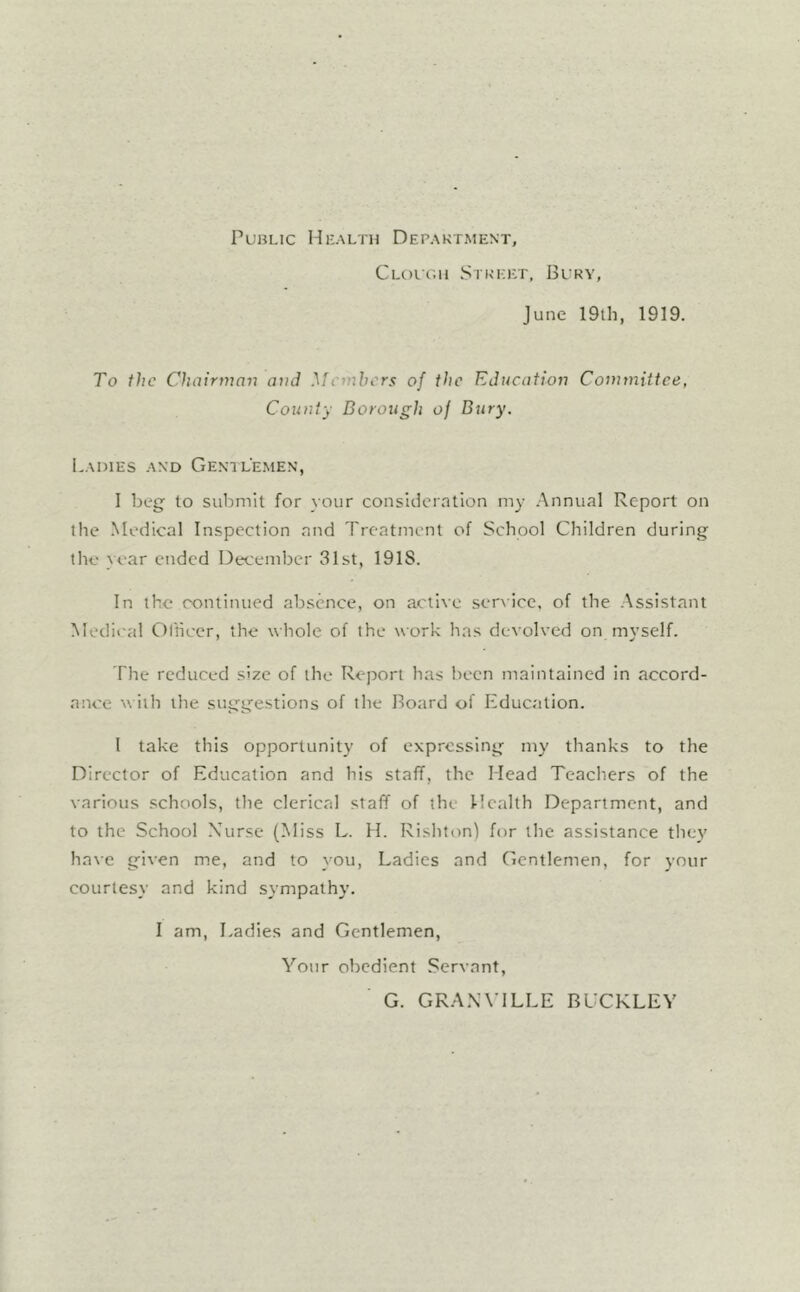 PUBLIC HEALTH DEPARTMENT,
CLOUGH STREET, BURY,
June 19th, 1919.
To the Chairman and Members of the Education Committee,
County Borough of Bury.
LADIES AND GENTLEMEN,
I beg to submit for your consideration my Annual Report on
the Medical Inspection and Treatment of School Children during
the year ended December 31st, 1918.
In the continued absence, on active service, of the Assistant
Medical Officer, the whole of the work has devolved on myself.
The reduced size of the Report has been maintained in accord-
ance with the suggestions of the Board of Education.
I take this opportunity of expressing my thanks to the
Director of Education and his staff, the Head Teachers of the
various schools, the clerical staff of the Health Department, and
to the School Nurse (Miss L. H. Rishton) for the assistance they
have given me, and to you, Ladies and Gentlemen, for your
courtesy and kind sympathy.
I am, Ladies and Gentlemen,
Your obedient Servant,
G. GRANVILLE BUCKLEY